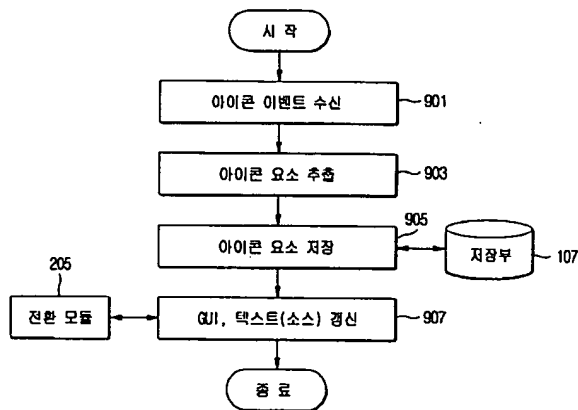 시 작
아이콘 이벤트 수신
901
아이콘 요소 추출
903
905
아이콘 요소 저장
저장부
107
205
전환 모듈
GUI, 텍스트(소스) 갱신
907
종 료